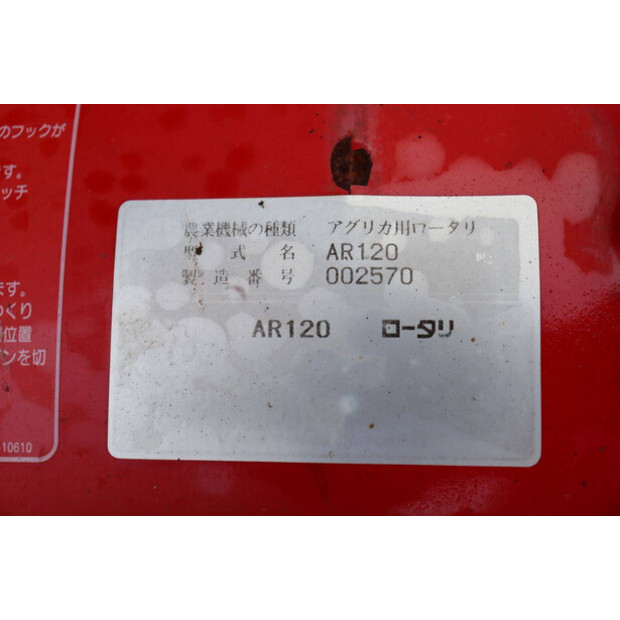 のフックが
す。
ッチ
ます。
つくり
位置
ンを切
10610
農業機械の種類 アグリカ用ロータリ
型式名 AR120
製造番号 002570
AR120 ロータリ